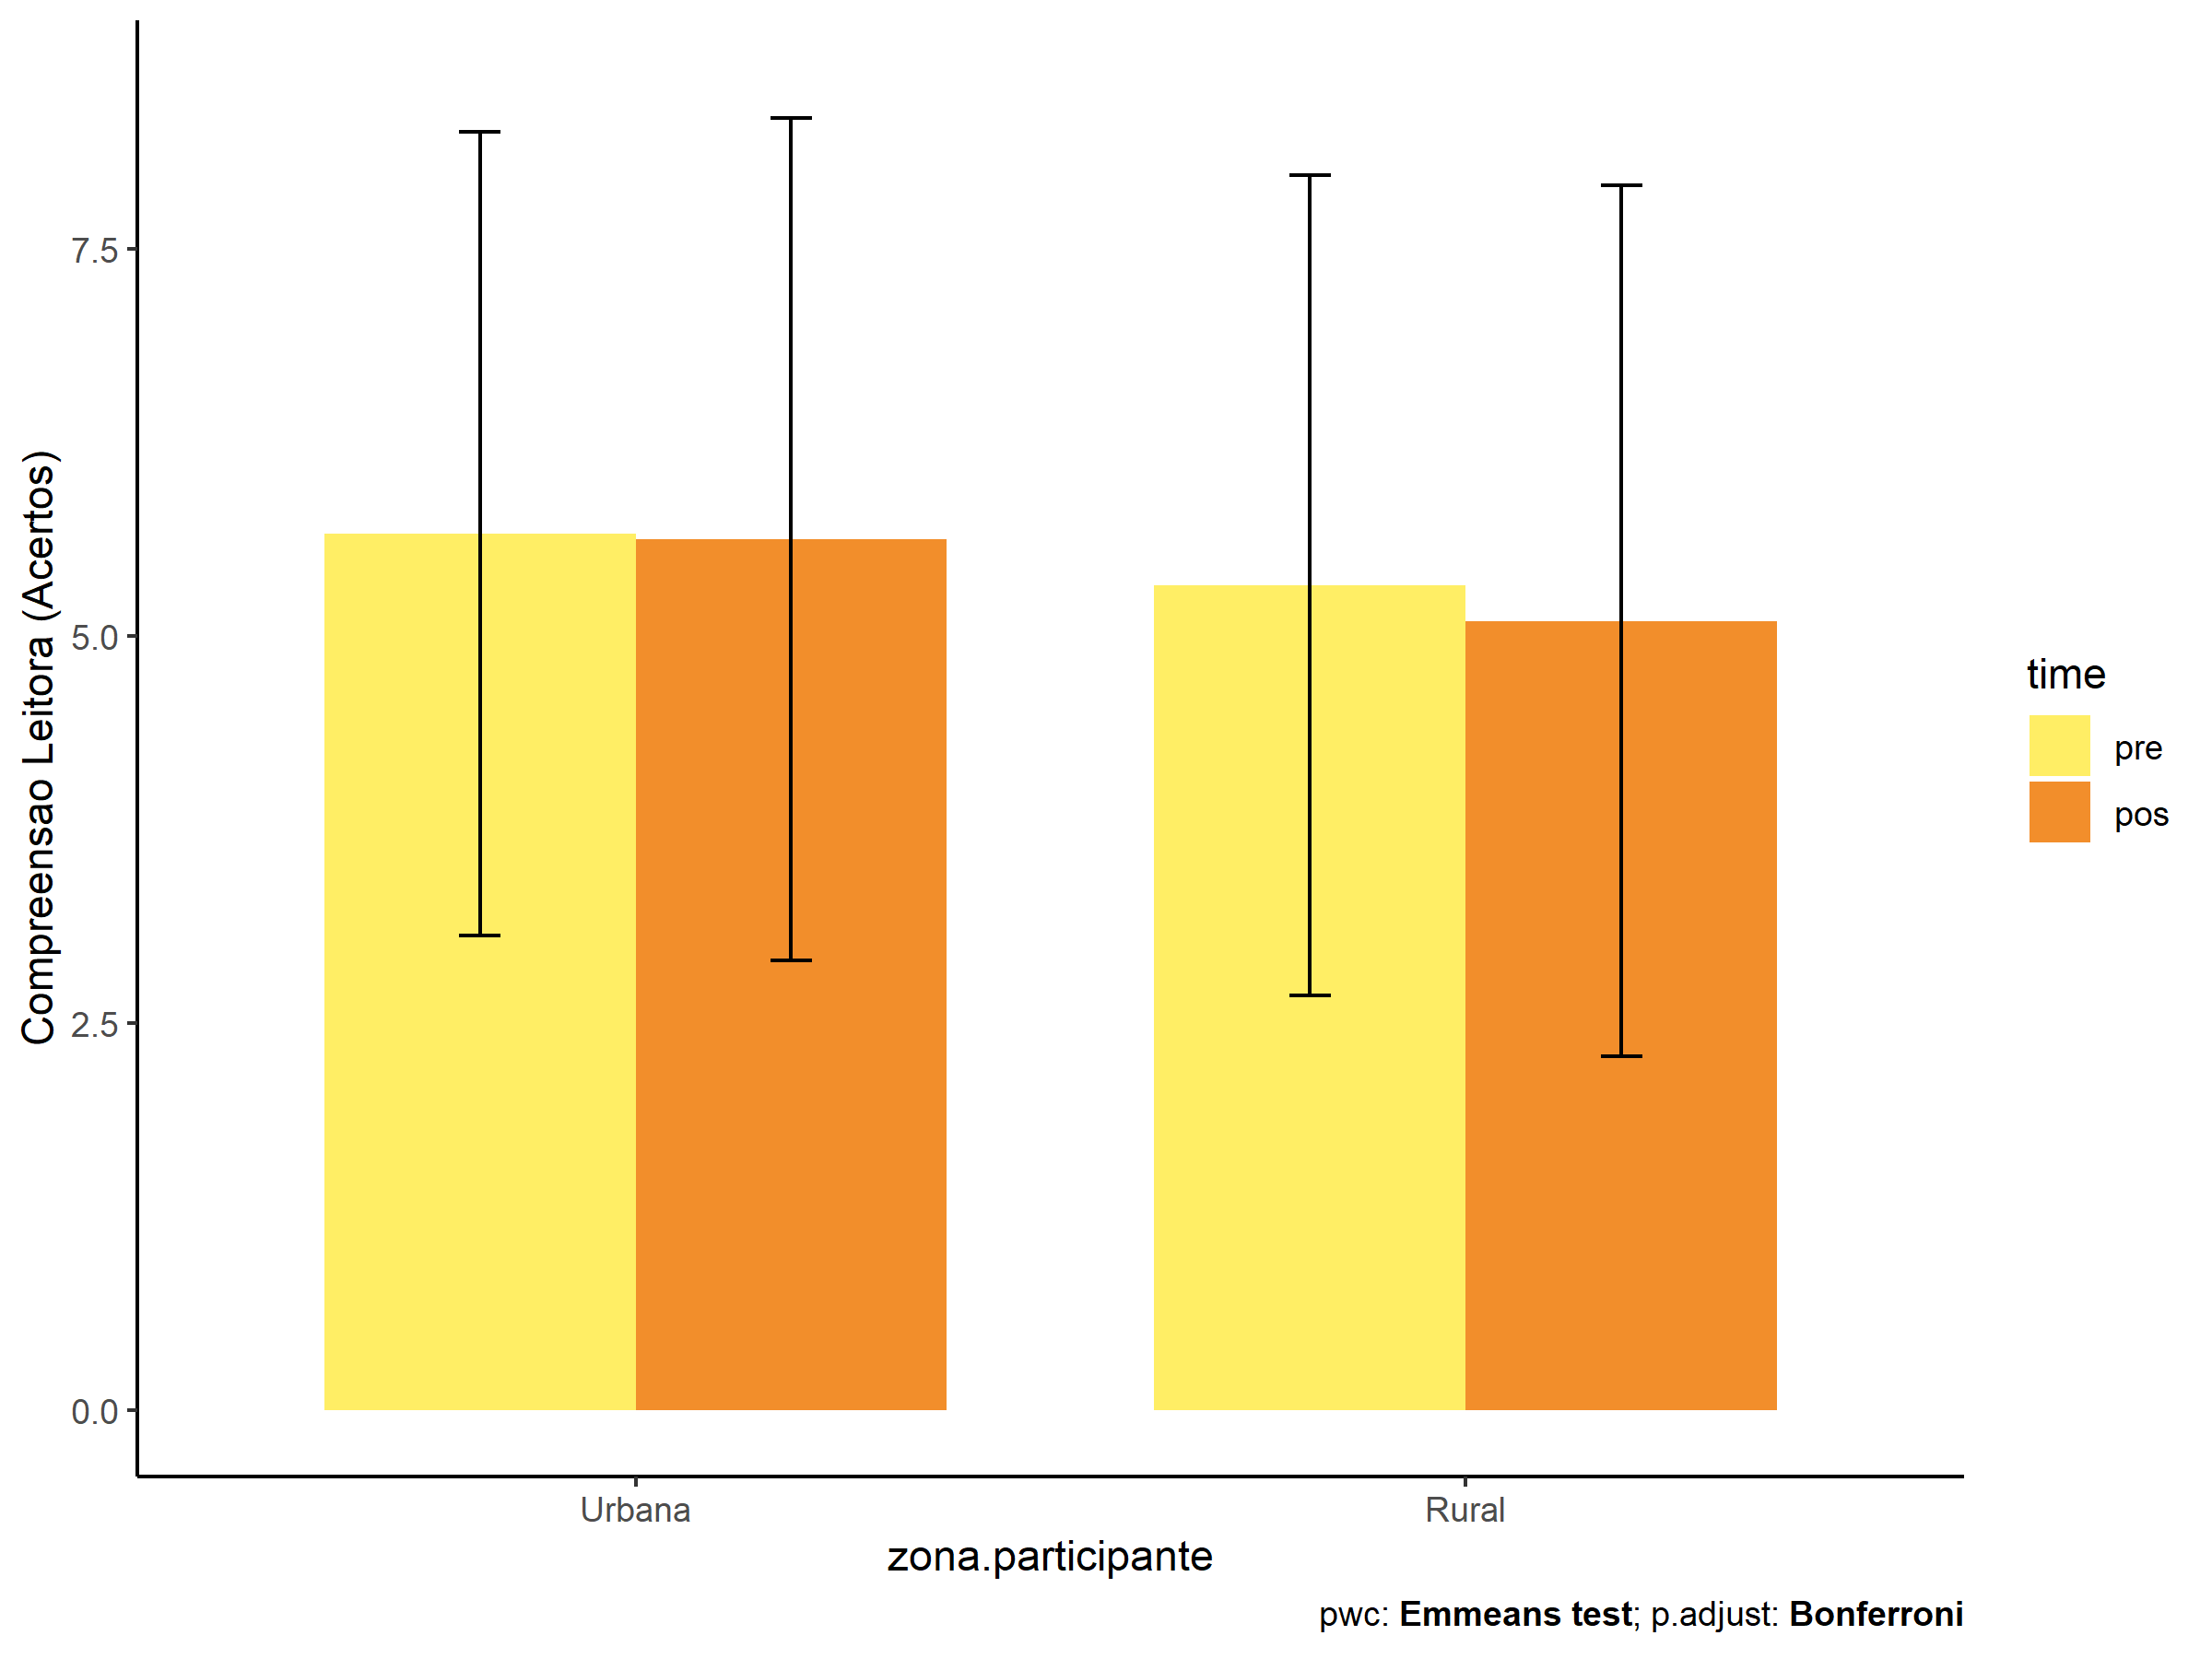 Compreensao Leitora (Acertos)
7.5
5.0
2.5
0.0
Urbana
Rural
zona.participante
time
pre
pos
pwc: Emmeans test; p.adjust: Bonferroni